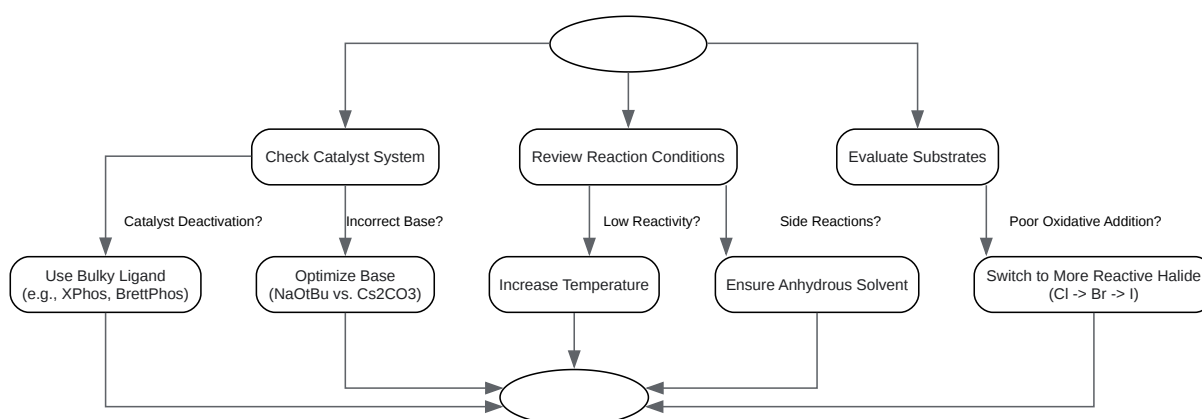 Check Catalyst System
Review Reaction Conditions
Evaluate Substrates
Catalyst Deactivation?
Incorrect Base?
Low Reactivity?
Side Reactions?
Poor Oxidative Addition?
Use Bulky Ligand
(e.g., XPhos, BrettPhos)
Optimize Base
(NaOtBu vs. Cs2CO3)
Increase Temperature
Ensure Anhydrous Solvent
Switch to More Reactive Halide
(Cl -> Br -> I)